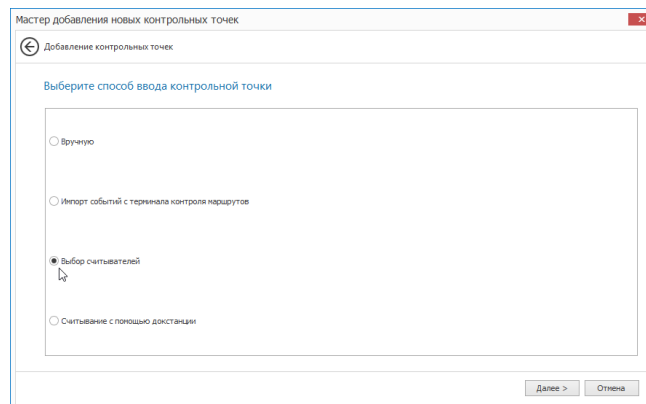 Мастер добавления новых контрольных точек
Добавление контрольных точек
Выберите способ ввода контрольной точки
Вручную
Импорт событий с терминала контроля маршрутов
Выбор считывателей
Считывание с помощью докстанции
Далее >
Отмена